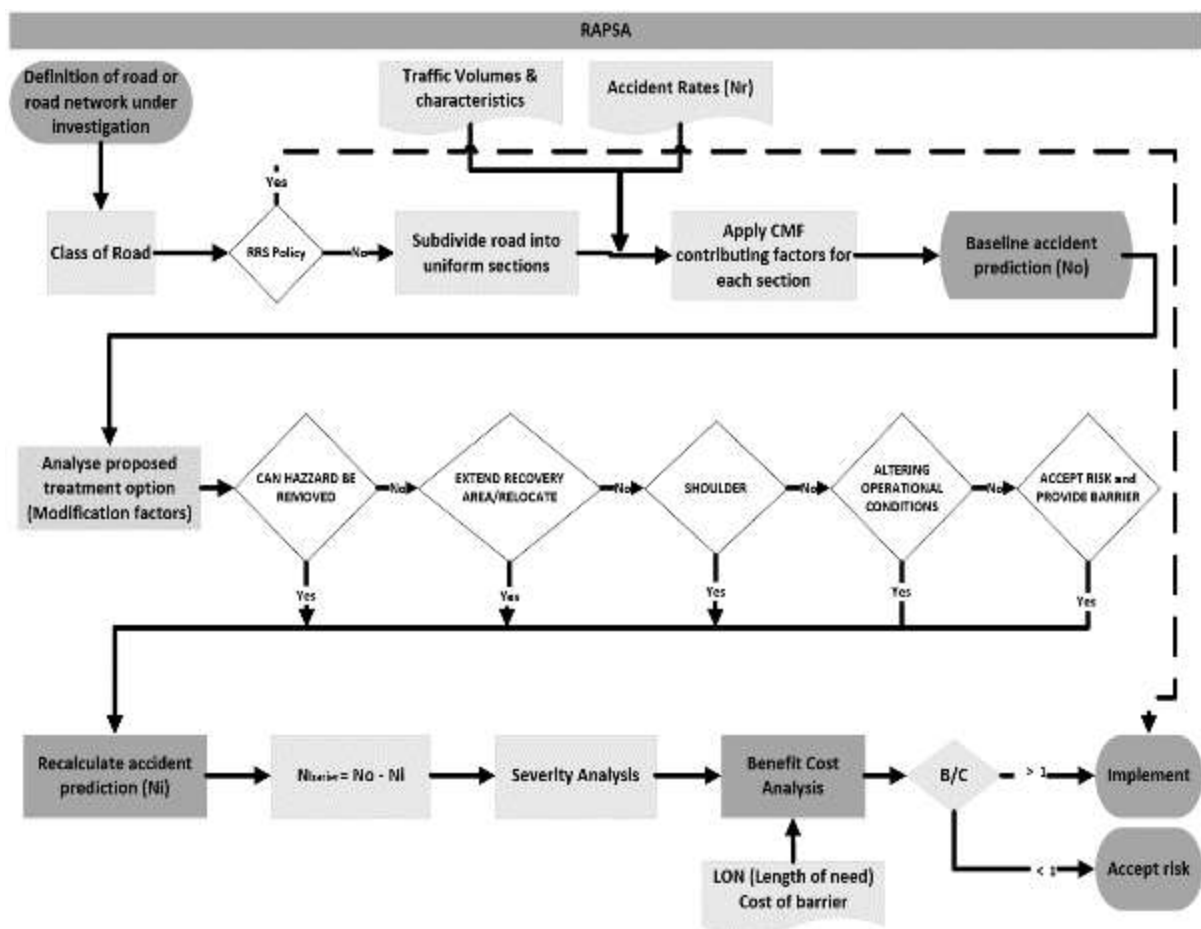 RAPSA
Definition of road or
road network under
investigation
Traffic Volumes &
characteristics
Accident Rates (Nr)
Yes
Class of Road
RRS Policy
No
Subdivide road into
uniform sections
Apply CMF
contributing factors for
each section
Baseline accident
prediction (No)
Analyse proposed
treatment option
(Modification factors)
CAN HAZZARD BE
REMOVED
No
EXTEND RECOVERY
AREA/RELOCATE
No
SHOULDER
No
ALTERING
OPERATIONAL
CONDITIONS
No
ACCEPT RISK and
PROVIDE BARRIER
Yes
Yes
Yes
Yes
Yes
Recalculate accident
prediction (Ni)
Nbarrier = No - Ni
Severity Analysis
Benefit Cost
Analysis
B/C
> 1
Implement
LON (Length of need)
Cost of barrier
< 1
Accept risk